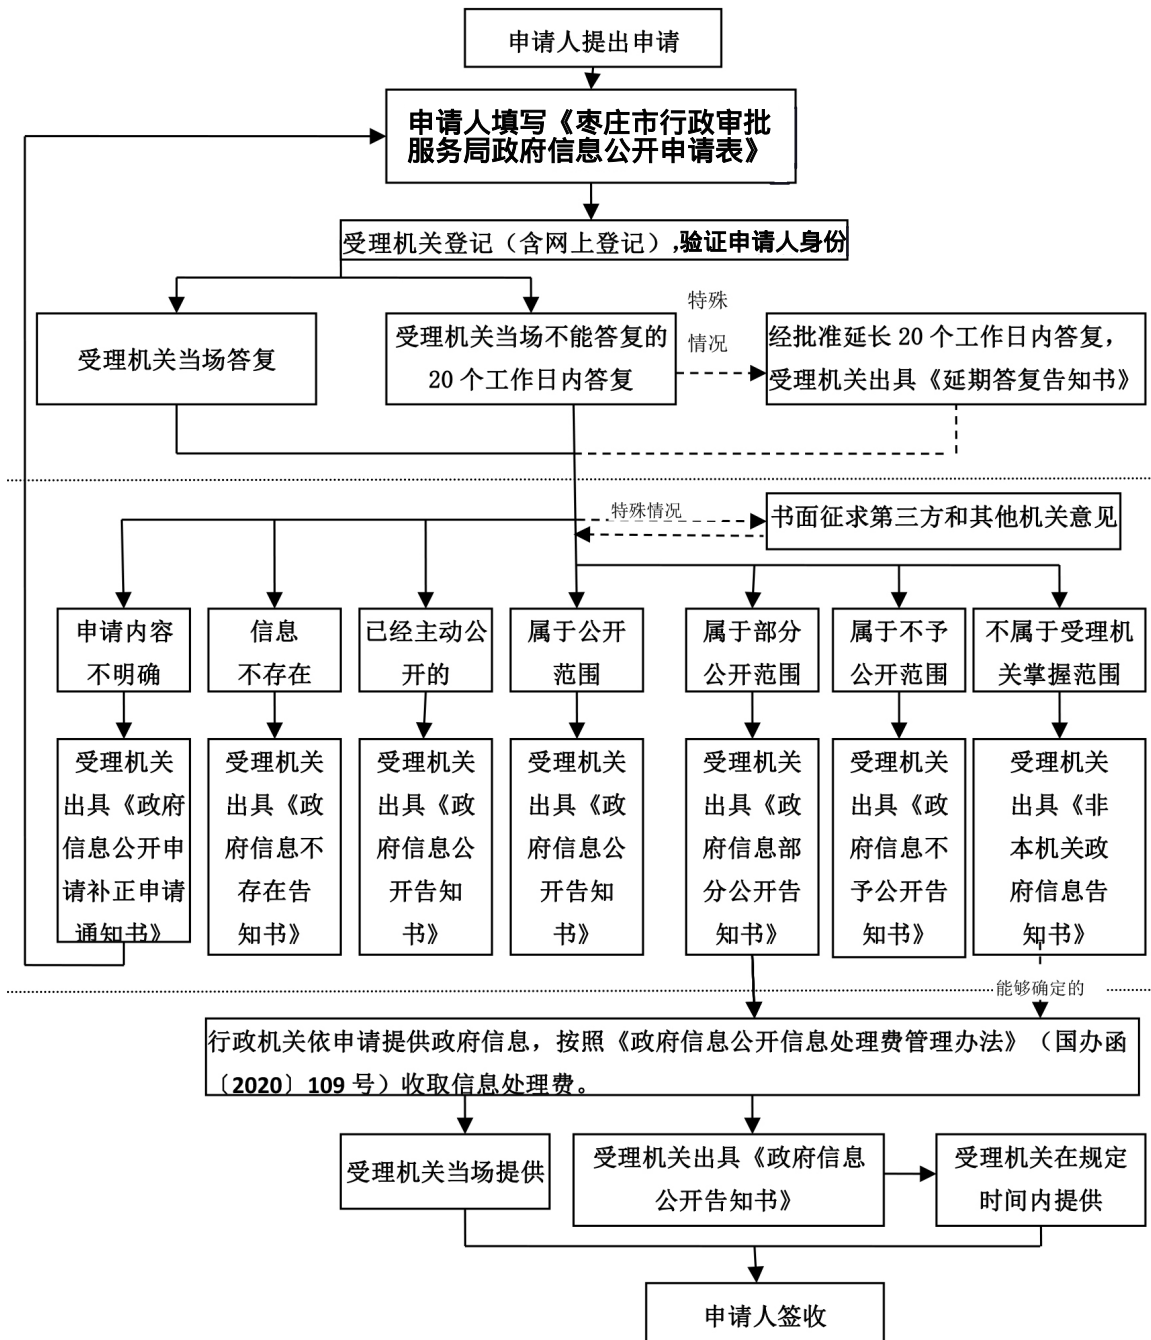 申请人提出申请
申请人填写《枣庄市行政审批
服务局政府信息公开申请表》
受理机关登记（含网上登记）,验证申请人身份
受理机关当场答复
受理机关当场不能答复的
20 个工作日内答复
特殊
情况
经批准延长 20 个工作日内答复，
受理机关出具《延期答复告知书》
特殊情况
书面征求第三方和其他机关意见
申请内容
不明确
信息
不存在
已经主动公
开的
属于公开
范围
属于部分
公开范围
属于不予
公开范围
不属于受理机
关掌握范围
受理机关
出具《政府
信息公开申
请补正申请
通知书》
受理机关
出具《政
府信息不
存在告
知书》
受理机关
出具《政
府信息公
开告知
书》
受理机关
出具《政
府信息公
开告知
书》
受理机关
出具《政
府信息部
分公开告
知书》
受理机关
出具《政
府信息不
予公开告
知书》
受理机关
出具《非
本机关政
府信息告
知书》
能够确定的
行政机关依申请提供政府信息，按照《政府信息公开信息处理费管理办法》（国办函
〔2020〕109 号）收取信息处理费。
受理机关当场提供
受理机关出具《政府信息
公开告知书》
受理机关在规定
时间内提供
申请人签收